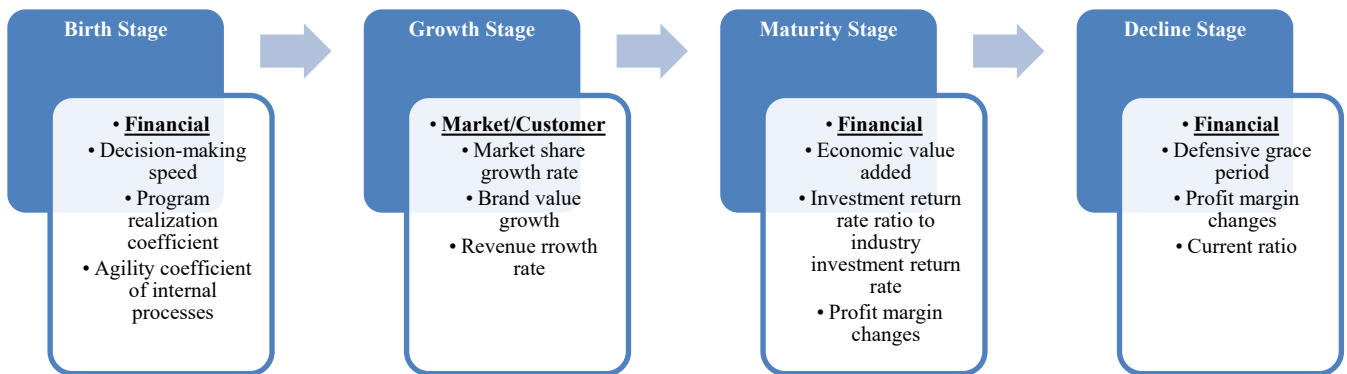 Birth Stage
• Financial
• Decision-making
speed
• Program
realization
coefficient
• Agility coefficient
of internal
processes
Growth Stage
• Market/Customer
• Market share
growth rate
• Brand value
growth
• Revenue rrowth
rate
Maturity Stage
• Financial
• Economic value
added
• Investment return
rate ratio to
industry
investment return
rate
• Profit margin
changes
Decline Stage
• Financial
• Defensive grace
period
• Profit margin
changes
• Current ratio